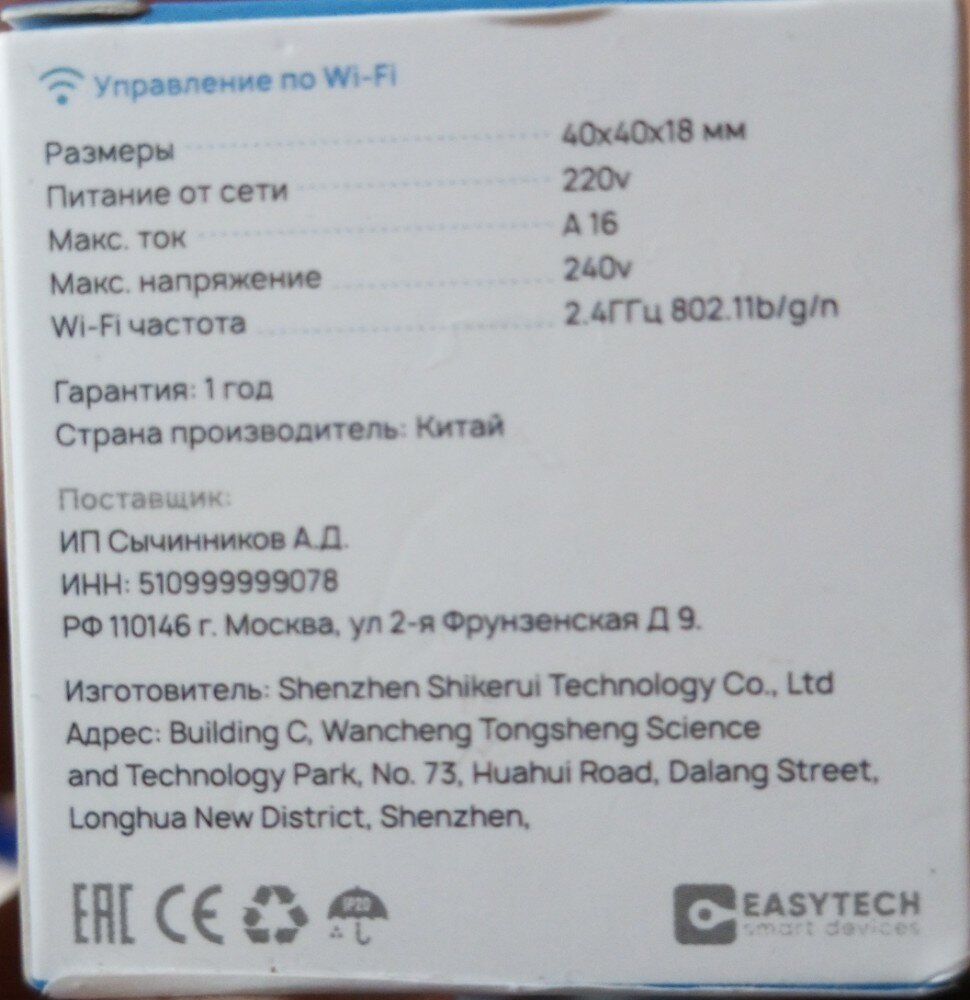 Управление по Wi-Fi
Размеры 40x40x18 мм
Питание от сети 220v
Макс. ток А 16
Макс. напряжение 240v
Wi-Fi частота 2.4ГГц 802.11b/g/n
Гарантия: 1 год
Страна производитель: Китай
Поставщик:
ИП Сычинников А.Д.
ИНН: 510999999078
РФ 110146 г. Москва, ул 2-я Фрунзенская Д 9.
Изготовитель: Shenzhen Shikerui Technology Co., Ltd
Адрес: Building C, Wancheng Tongsheng Science
and Technology Park, No. 73, Huahui Road, Dalang Street,
Longhua New District, Shenzhen,
EAC CE IP20 EASYTECH
smart devices